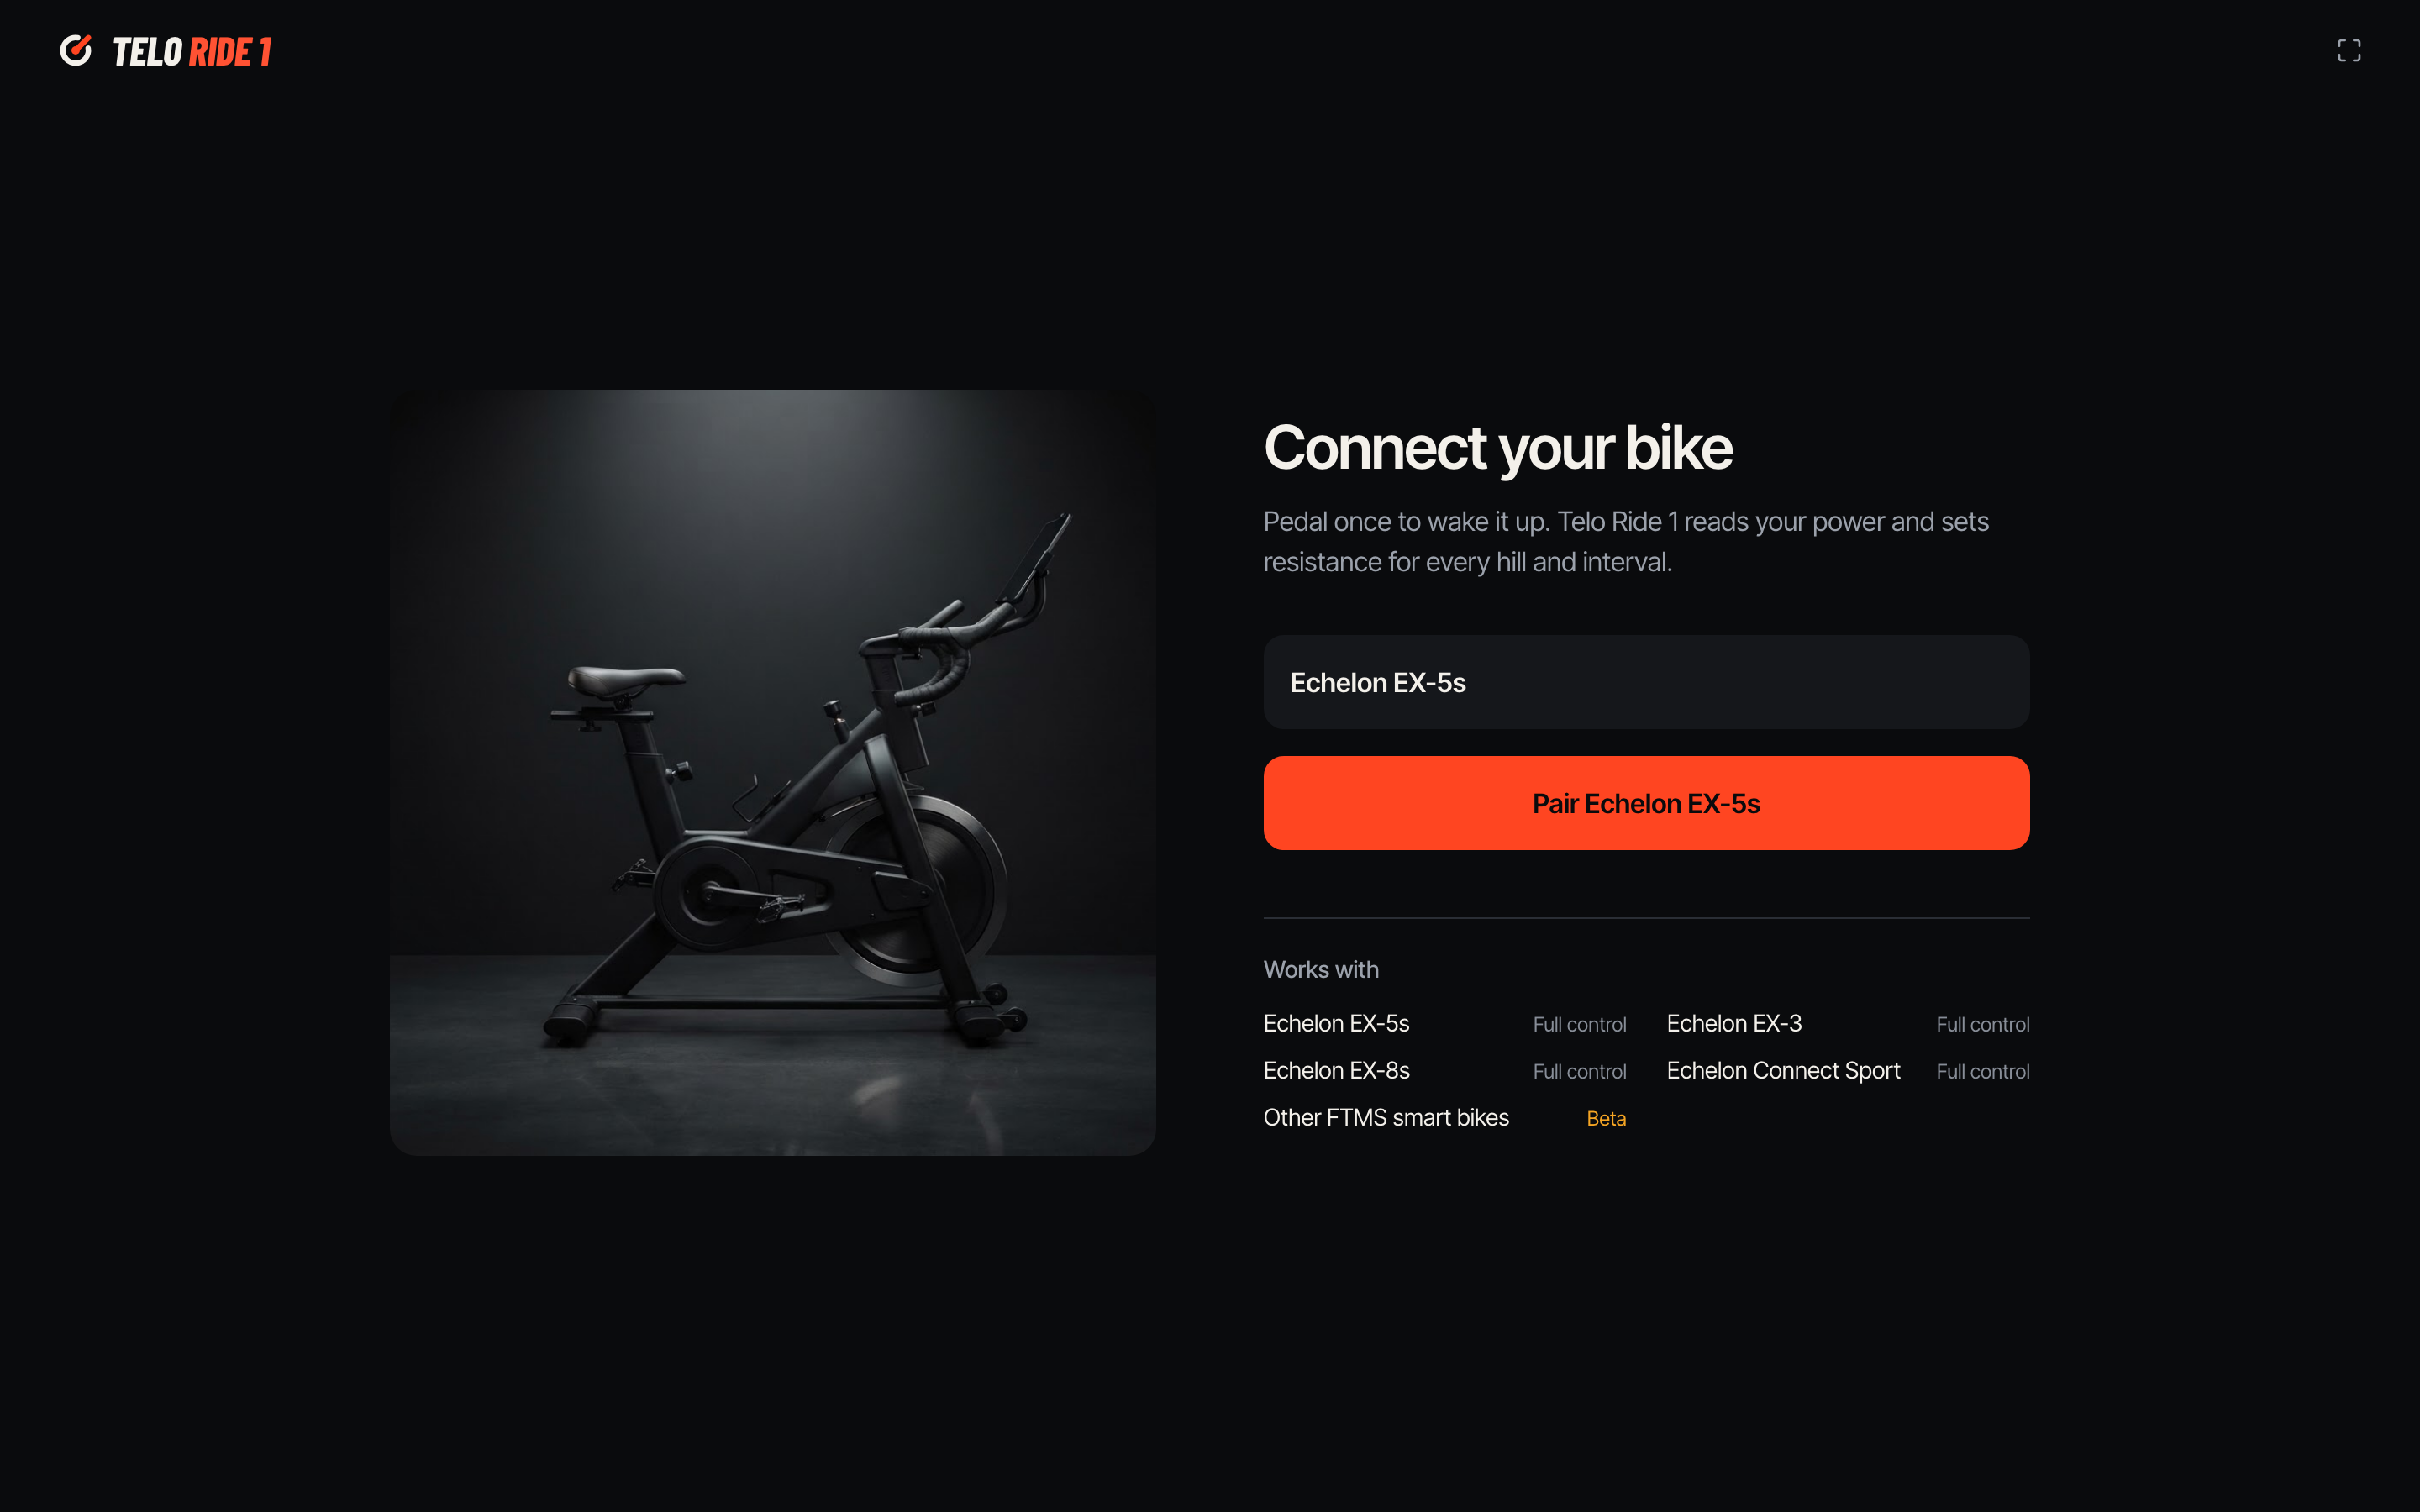 TELO RIDE 1
Connect your bike
Pedal once to wake it up. Telo Ride 1 reads your power and sets
resistance for every hill and interval.
Echelon EX-5s
Pair Echelon EX-5s
Works with
Echelon EX-5s Full control Echelon EX-3 Full control
Echelon EX-8s Full control Echelon Connect Sport Full control
Other FTMS smart bikes Beta